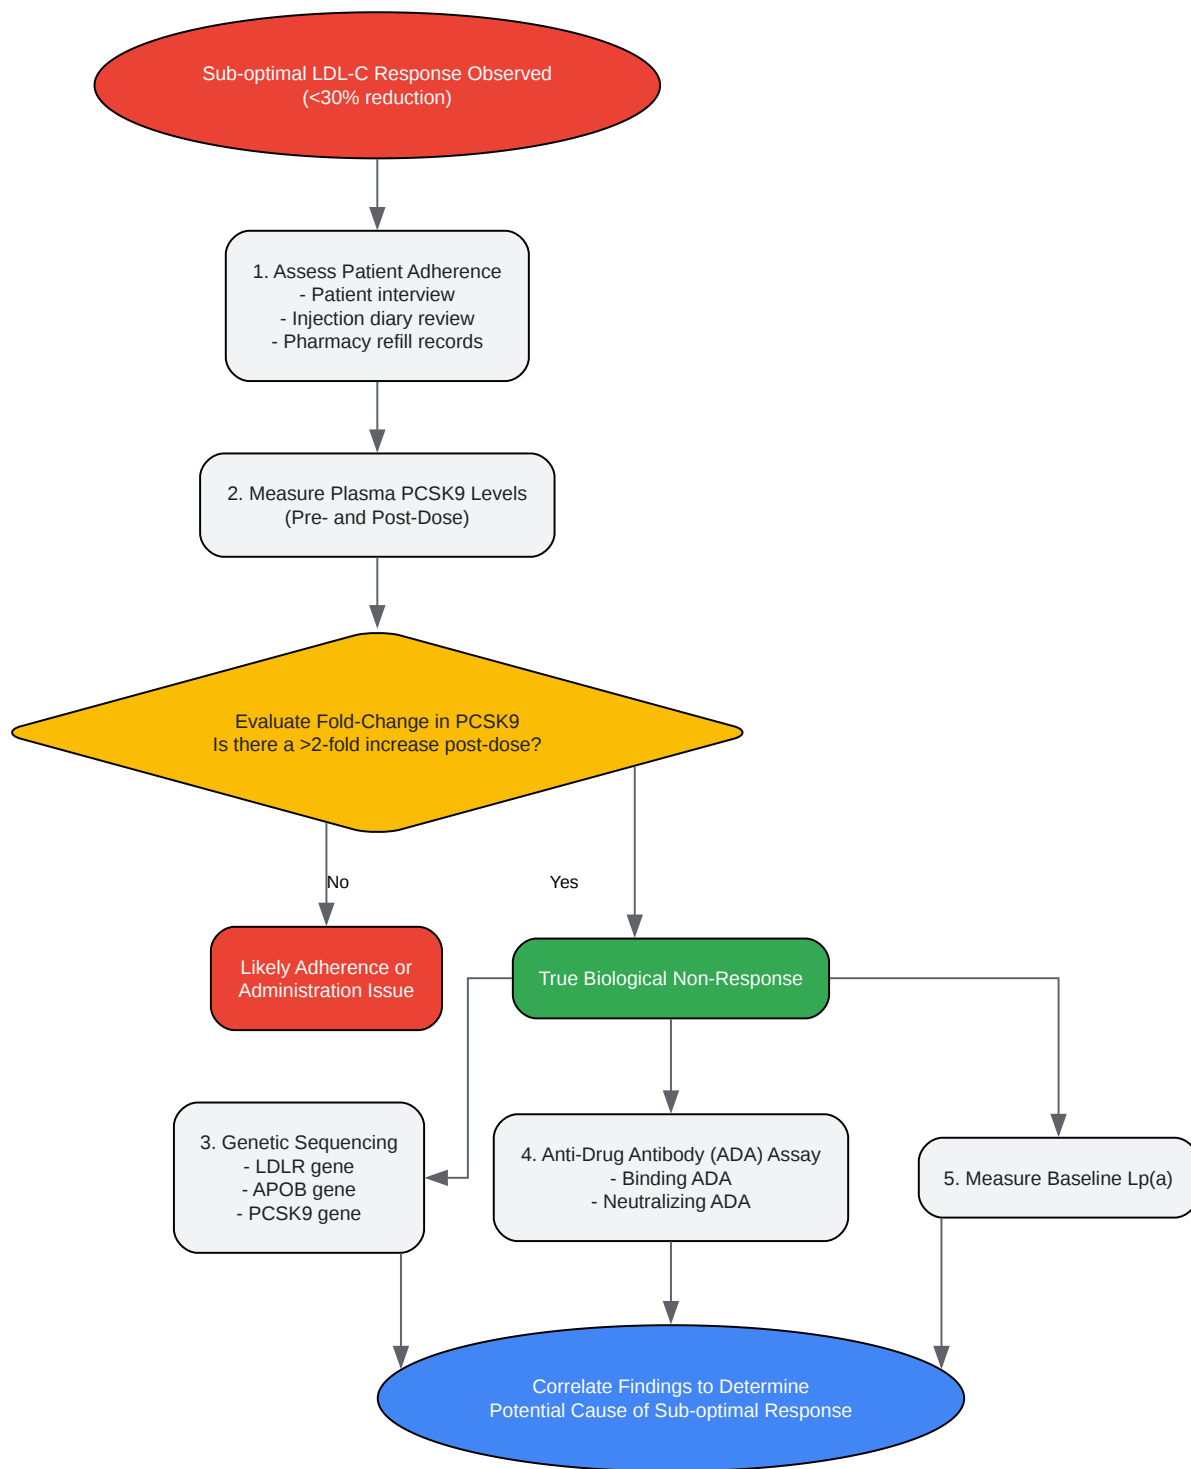 Sub-optimal LDL-C Response Observed
(<30% reduction)
1. Assess Patient Adherence
- Patient interview
- Injection diary review
- Pharmacy refill records
2. Measure Plasma PCSK9 Levels
(Pre- and Post-Dose)
Evaluate Fold-Change in PCSK9
Is there a >2-fold increase post-dose?
No
Yes
Likely Adherence or
Administration Issue
True Biological Non-Response
3. Genetic Sequencing
- LDLR gene
- APOB gene
- PCSK9 gene
4. Anti-Drug Antibody (ADA) Assay
- Binding ADA
- Neutralizing ADA
5. Measure Baseline Lp(a)
Correlate Findings to Determine
Potential Cause of Sub-optimal Response